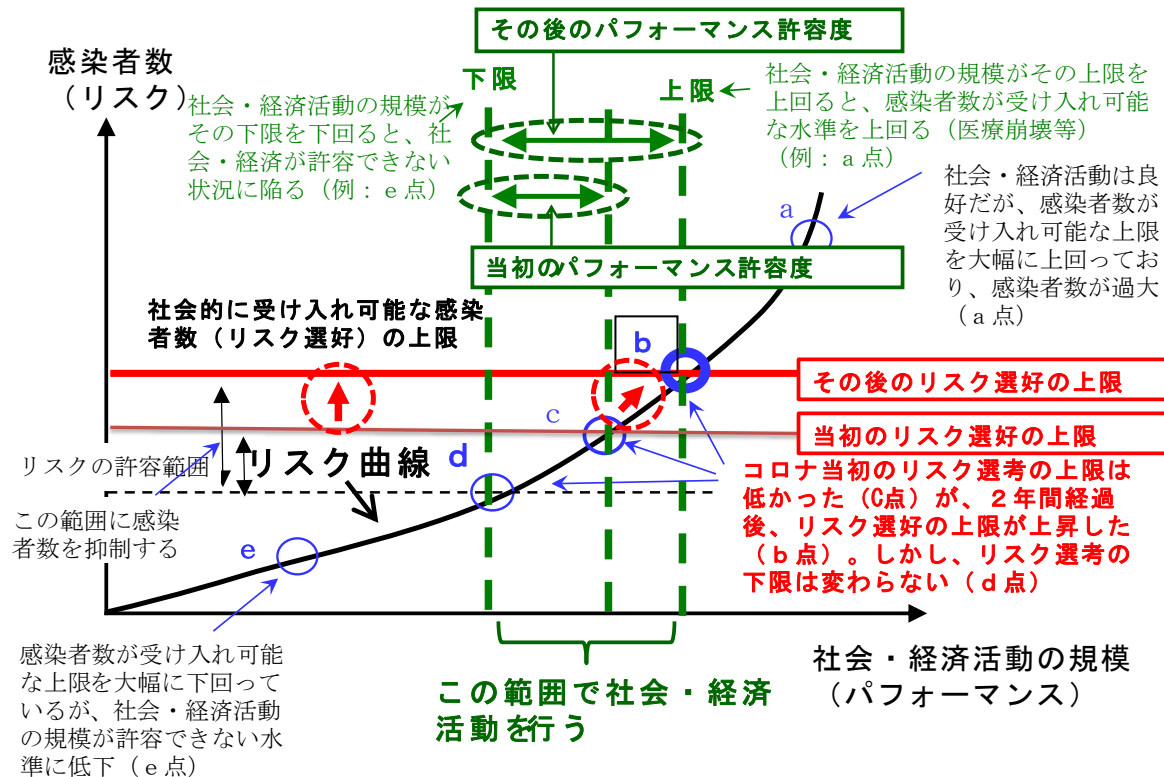 その後のパフォーマンス許容度
感染者数
（リスク）
下限
上限
社会・経済活動の規模が
その下限を下回ると、社
会・経済が許容できない
状況に陥る（例：ｅ点）
社会・経済活動の規模がその上限を
上回ると、感染者数が受け入れ可能
な水準を上回る（医療崩壊等）
（例：ａ点）
社会・経済活動は良
好だが、感染者数が
受け入れ可能な上限
を大幅に上回ってお
り、感染者数が過大
（ａ点）
a
当初のパフォーマンス許容度
社会的に受け入れ可能な感染
者数（リスク選好）の上限
b
その後のリスク選好の上限
c
当初のリスク選好の上限
リスクの許容範囲
リスク曲線
d
この範囲に感染
者数を抑制する
e
コロナ当初のリスク選考の上限は
低かった（C点）が、２年間経過
後、リスク選好の上限が上昇した
（ｂ点）。しかし、リスク選考の
下限は変わらない（ｄ点）
感染者数が受け入れ可能
な上限を大幅に下回って
いるが、社会・経済活動
の規模が許容できない水
準に低下（ｅ点）
この範囲で社会・経済
活動を行う
社会・経済活動の規模
（パフォーマンス）